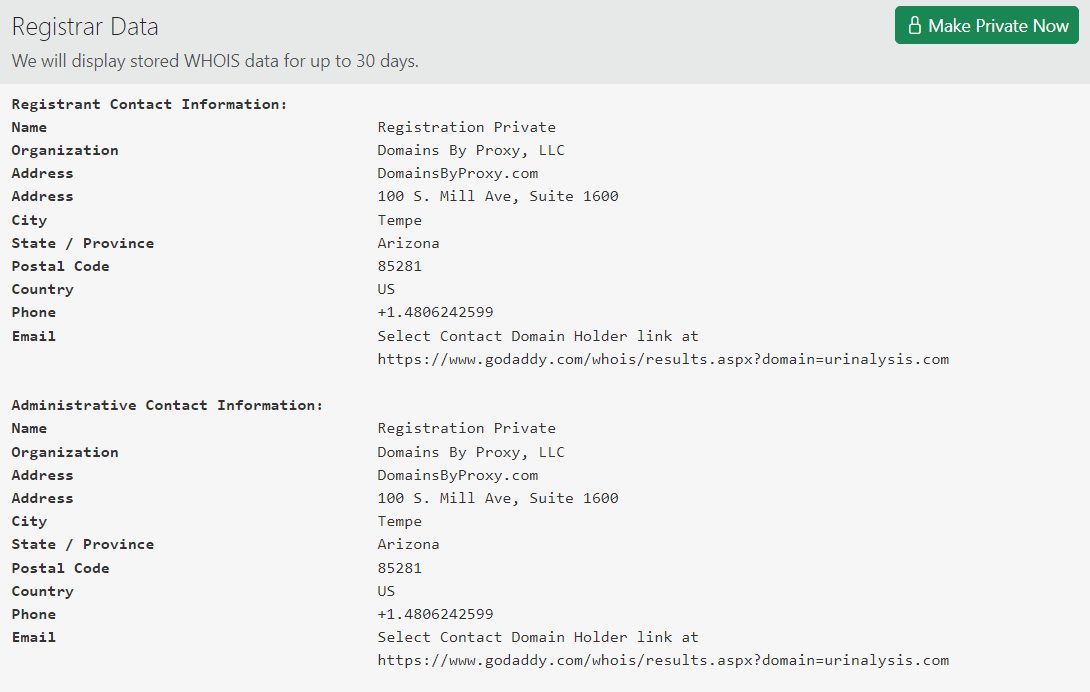 Registrar Data
Make Private Now
We will display stored WHOIS data for up to 30 days.
Registrant Contact Information:
Name Registration Private
Organization Domains By Proxy, LLC
Address DomainsByProxy.com
Address 100 S. Mill Ave, Suite 1600
City Tempe
State / Province Arizona
Postal Code 85281
Country US
Phone +1.4806242599
Email Select Contact Domain Holder link at
https://www.godaddy.com/whois/results.aspx?domain=urinalysis.com
Administrative Contact Information:
Name Registration Private
Organization Domains By Proxy, LLC
Address DomainsByProxy.com
Address 100 S. Mill Ave, Suite 1600
City Tempe
State / Province Arizona
Postal Code 85281
Country US
Phone +1.4806242599
Email Select Contact Domain Holder link at
https://www.godaddy.com/whois/results.aspx?domain=urinalysis.com